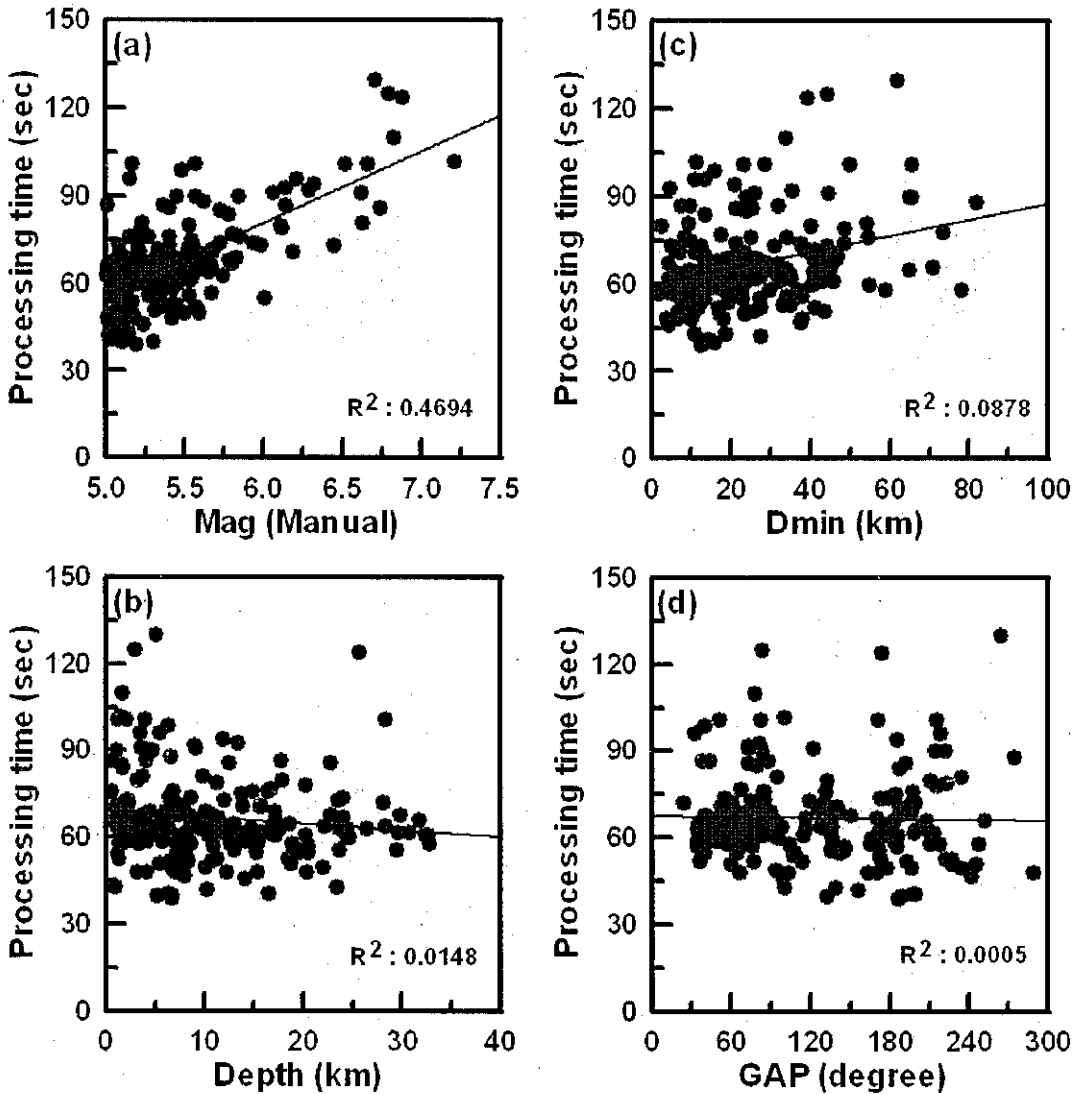 (a)
Processing time (sec)
150
120
90
60
30
0
R² : 0.4694
5.0 5.5 6.0 6.5 7.0 7.5
Mag (Manual)
(c)
Processing time (sec)
150
120
90
60
30
0
R² : 0.0878
0 20 40 60 80 100
Dmin (km)
(b)
Processing time (sec)
150
120
90
60
30
0
R² : 0.0148
0 10 20 30 40
Depth (km)
(d)
Processing time (sec)
150
120
90
60
30
0
R² : 0.0005
0 60 120 180 240 300
GAP (degree)